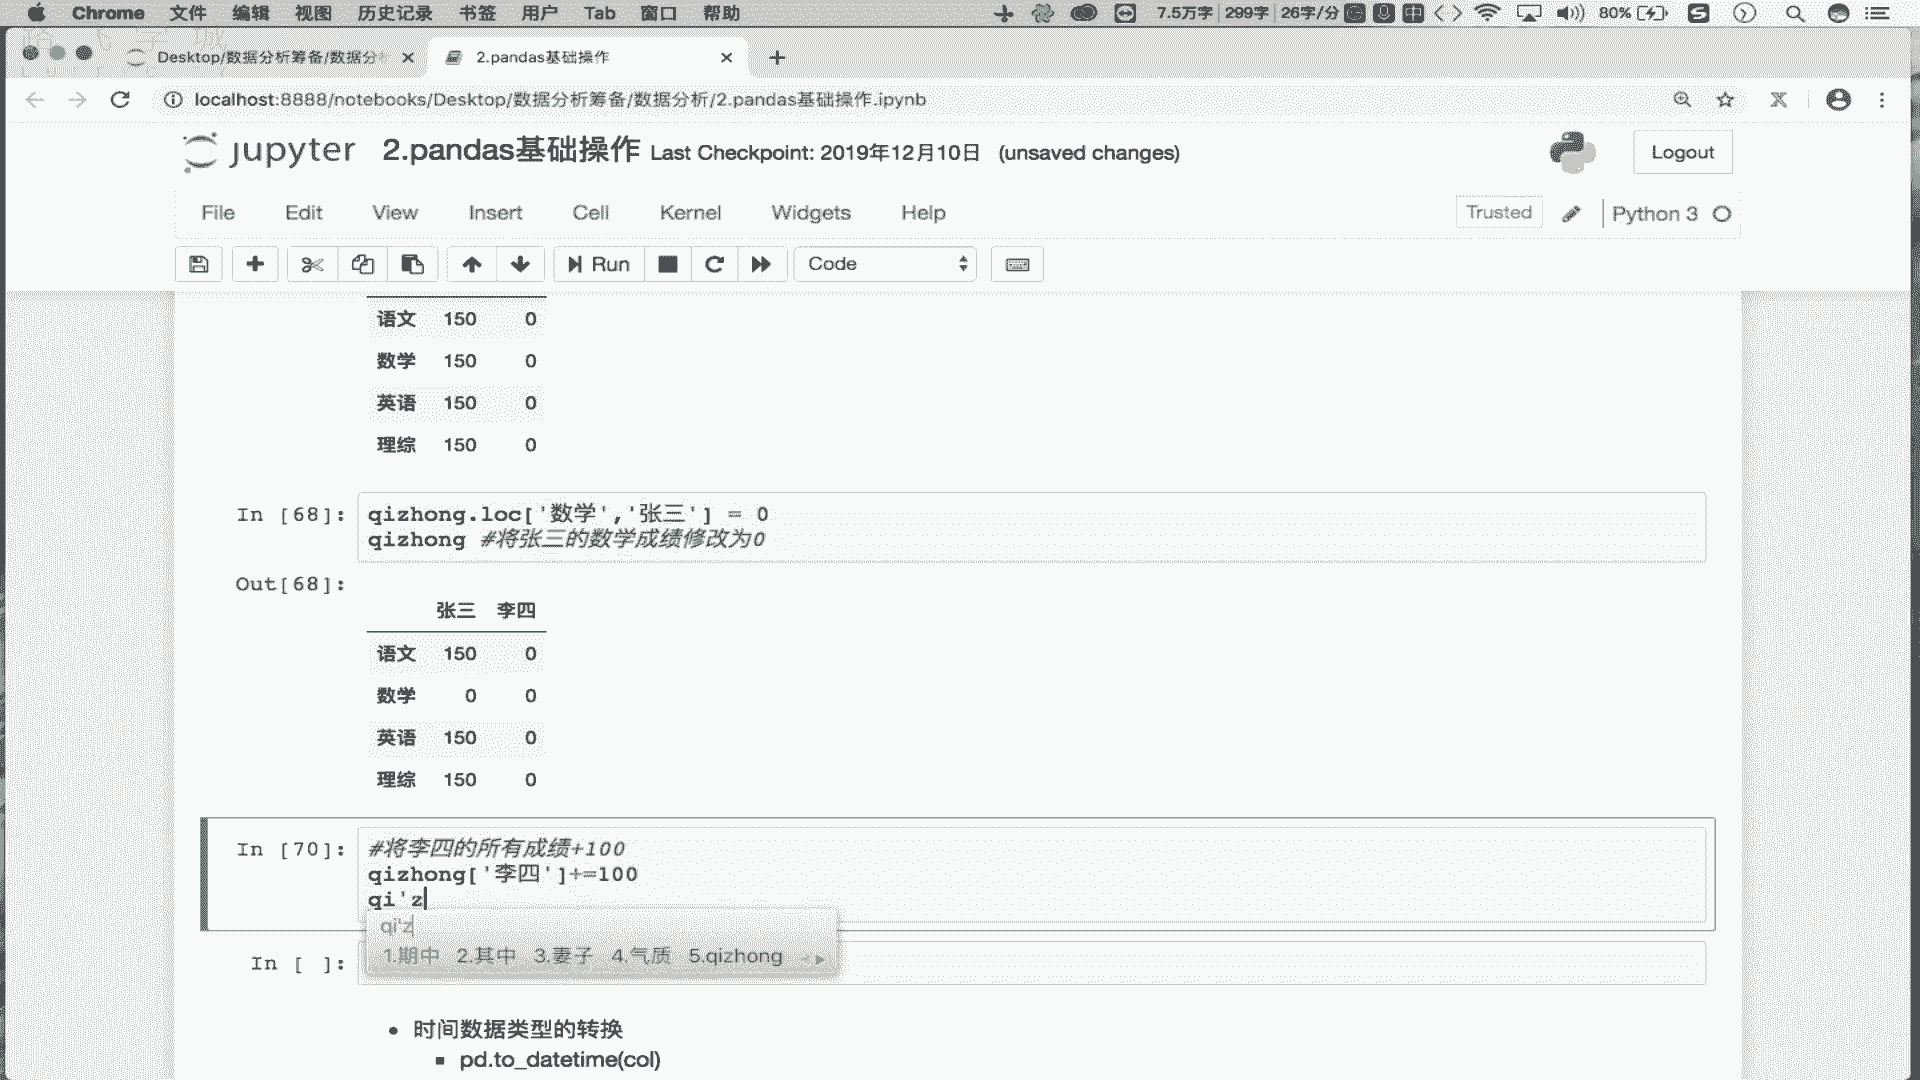 Chrome 文件 编辑 视图 历史记录 书签 用户 Tab 窗口 帮助 7.5万字 299字 26字/分 中 80%
Desktop/数据分析筹备/数据分
2.pandas基础操作
localhost:8888/notebooks/Desktop/数据分析筹备/数据分析/2.pandas基础操作.ipynb
jupyter 2.pandas基础操作 Last Checkpoint: 2019年12月10日 (unsaved changes)
Logout
File Edit View Insert Cell Kernel Widgets Help
Trusted Python 3
Run Code
语文 150 0
数学 150 0
英语 150 0
理综 150 0
In [68]: qizhong.loc['数学','张三'] = 0
qizhong #将张三的数学成绩修改为0
Out[68]:
张三 李四
语文 150 0
数学 0 0
英语 150 0
理综 150 0
In [70]: #将李四的所有成绩+100
qizhong['李四']+=100
qi'z
qi'z
1.期中 2.其中 3.妻子 4.气质 5.qizhong
In [ ]:
• 时间数据类型的转换
▪ pd.to_datetime(col)